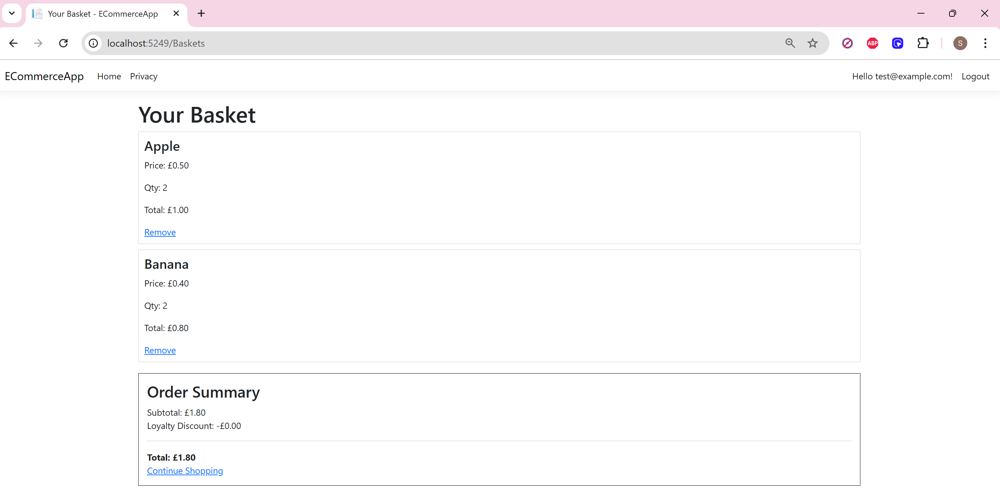 Your Basket - ECommerceApp
localhost:5249/Baskets
ABP
S
ECommerceApp Home Privacy Hello test@example.com! Logout
Your Basket
Apple
Price: £0.50
Qty: 2
Total: £1.00
Remove
Banana
Price: £0.40
Qty: 2
Total: £0.80
Remove
Order Summary
Subtotal: £1.80
Loyalty Discount: -£0.00
Total: £1.80
Continue Shopping